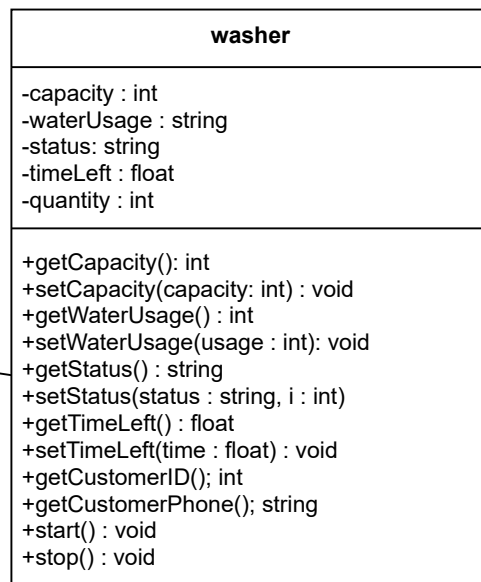 washer
-capacity : int
-waterUsage : string
-status: string
-timeLeft : float
-quantity : int
+getCapacity(): int
+setCapacity(capacity: int) : void
+getWaterUsage() : int
+setWaterUsage(usage : int): void
+getStatus() : string
+setStatus(status : string, i : int)
+getTimeLeft() : float
+setTimeLeft(time : float) : void
+getCustomerID(); int
+getCustomerPhone(); string
+start() : void
+stop() : void